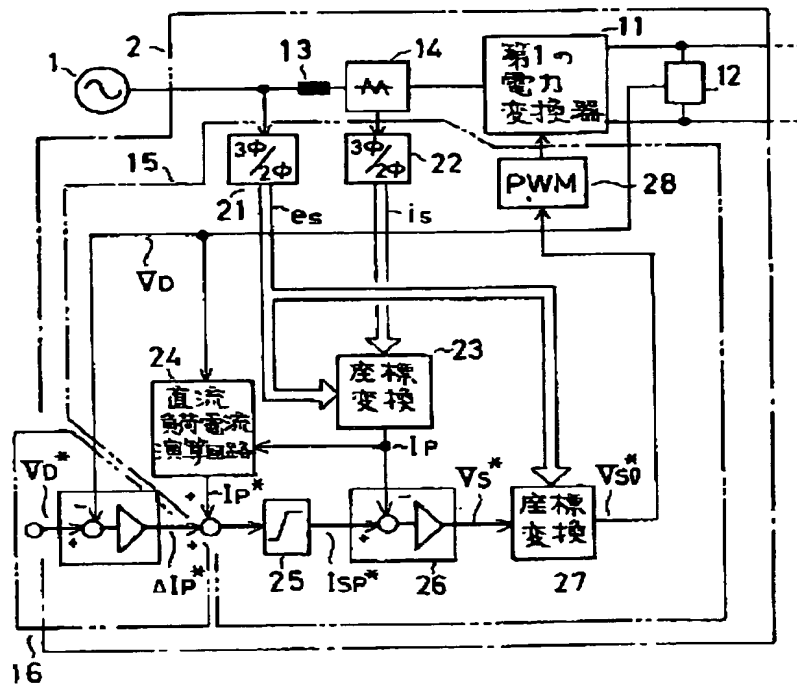 1
2
13
14
11
第1の
電力
変換器
12
15
3Φ/2Φ
21
3Φ/2Φ
22
PWM
28
es
is
VD
24
直流
負荷電流
演算回路
座標
変換
23
IP
VD*
IP*
ΔIP*
25
ISP*
26
VS*
座標
変換
27
VS0*
16